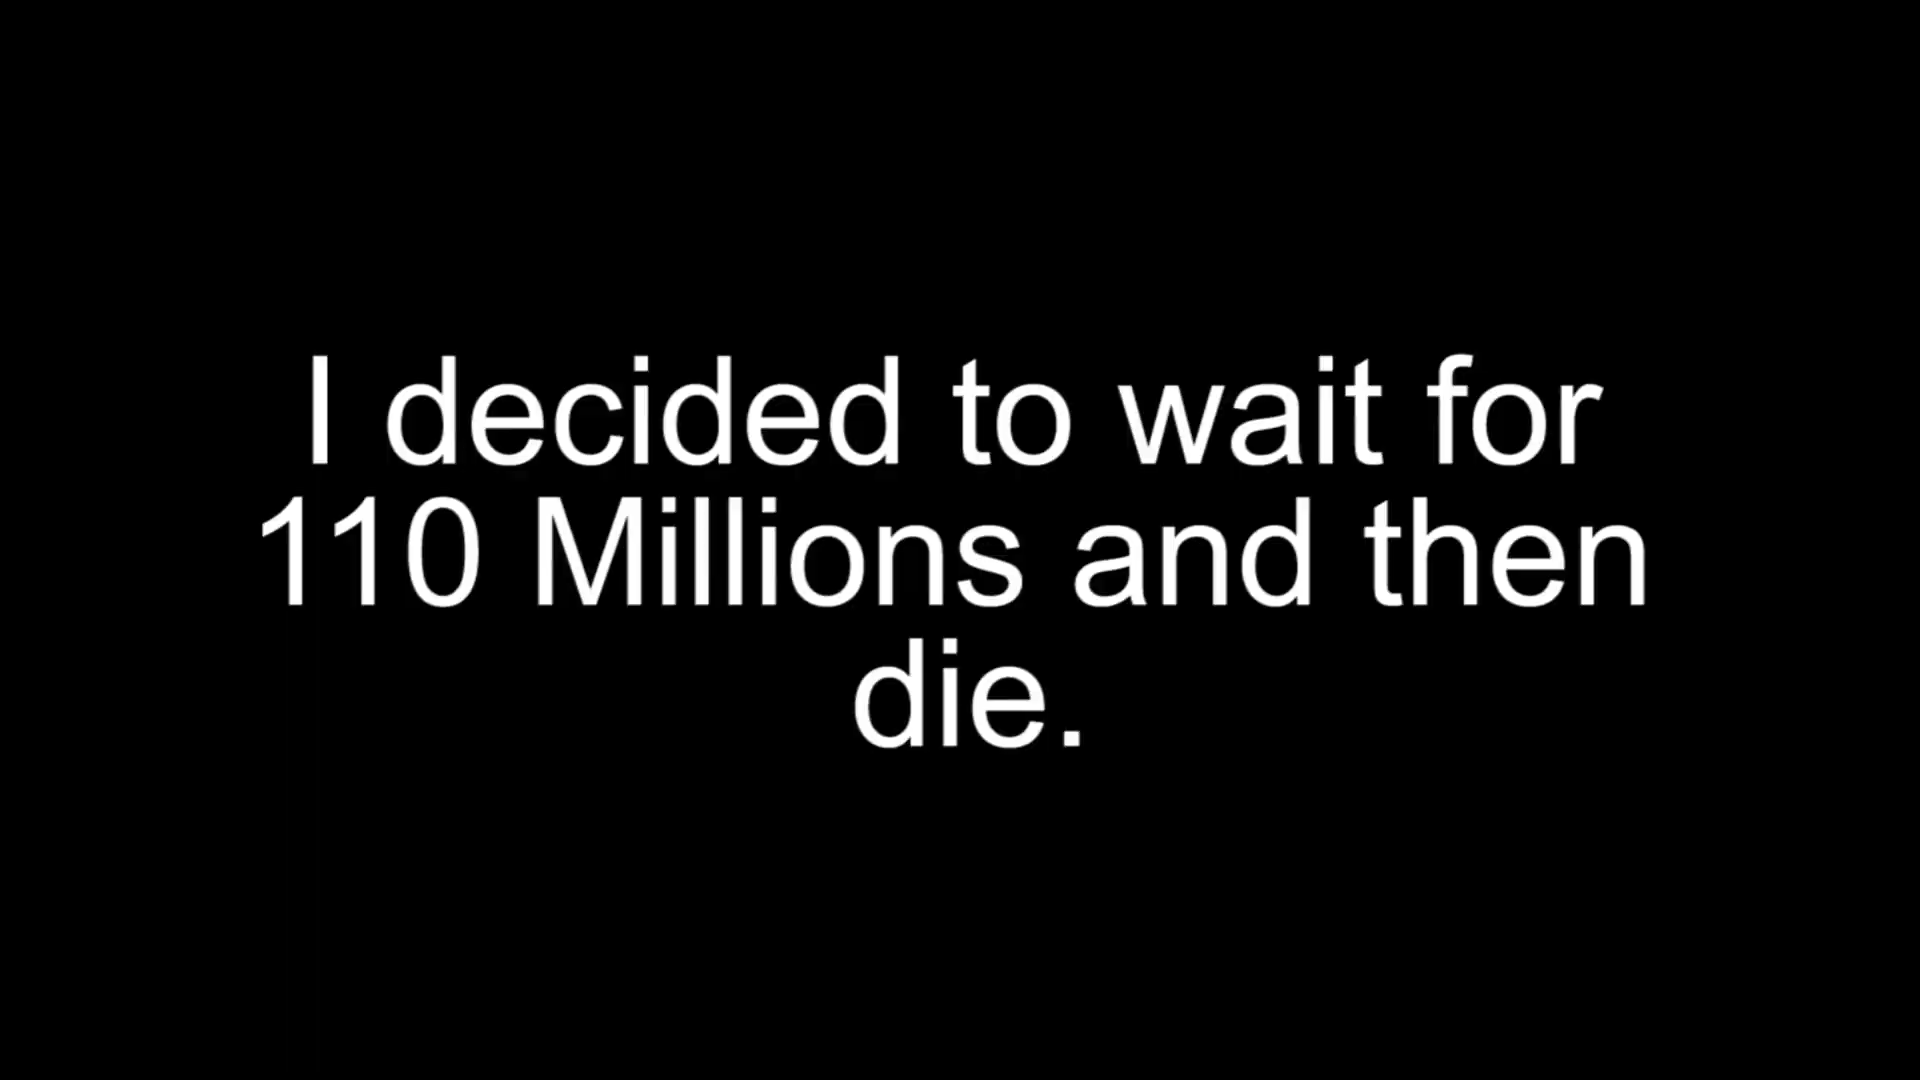 I decided to wait for
110 Millions and then
die.